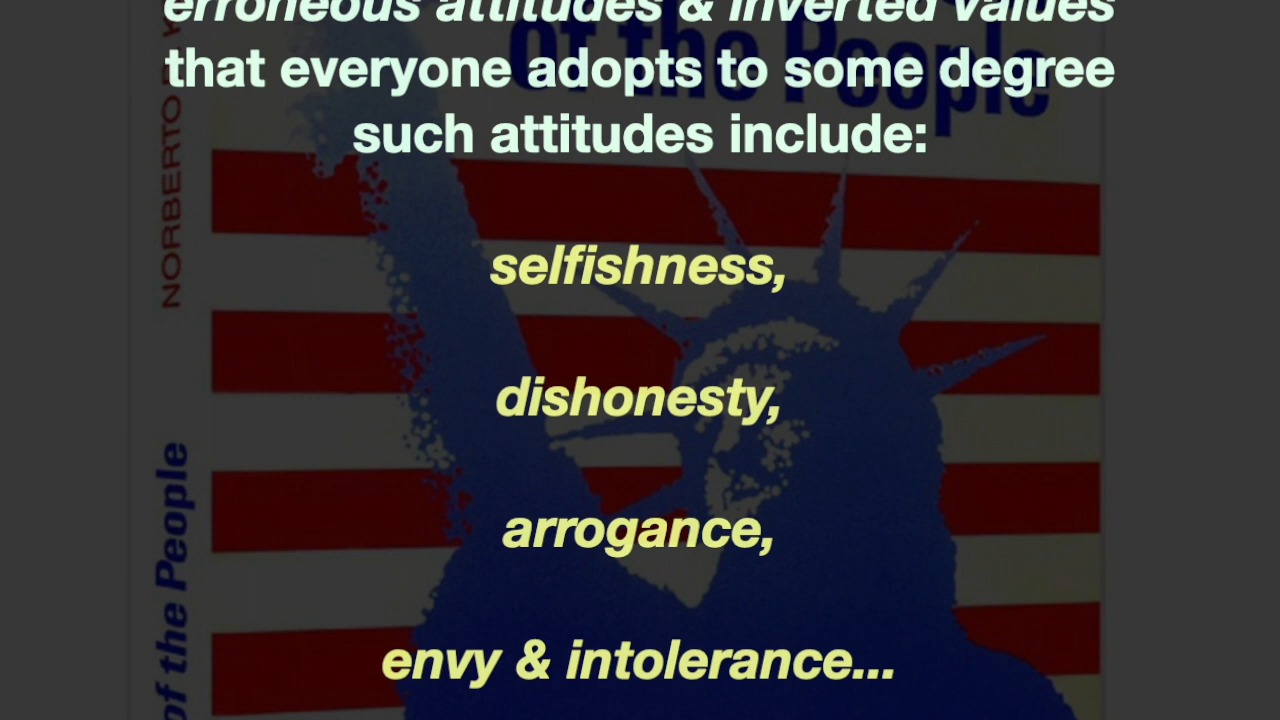 erroneous attitudes & inverted values
that everyone adopts to some degree
such attitudes include:
selfishness,
dishonesty,
arrogance,
envy & intolerance...
of the People
NORBERTO R
of the People